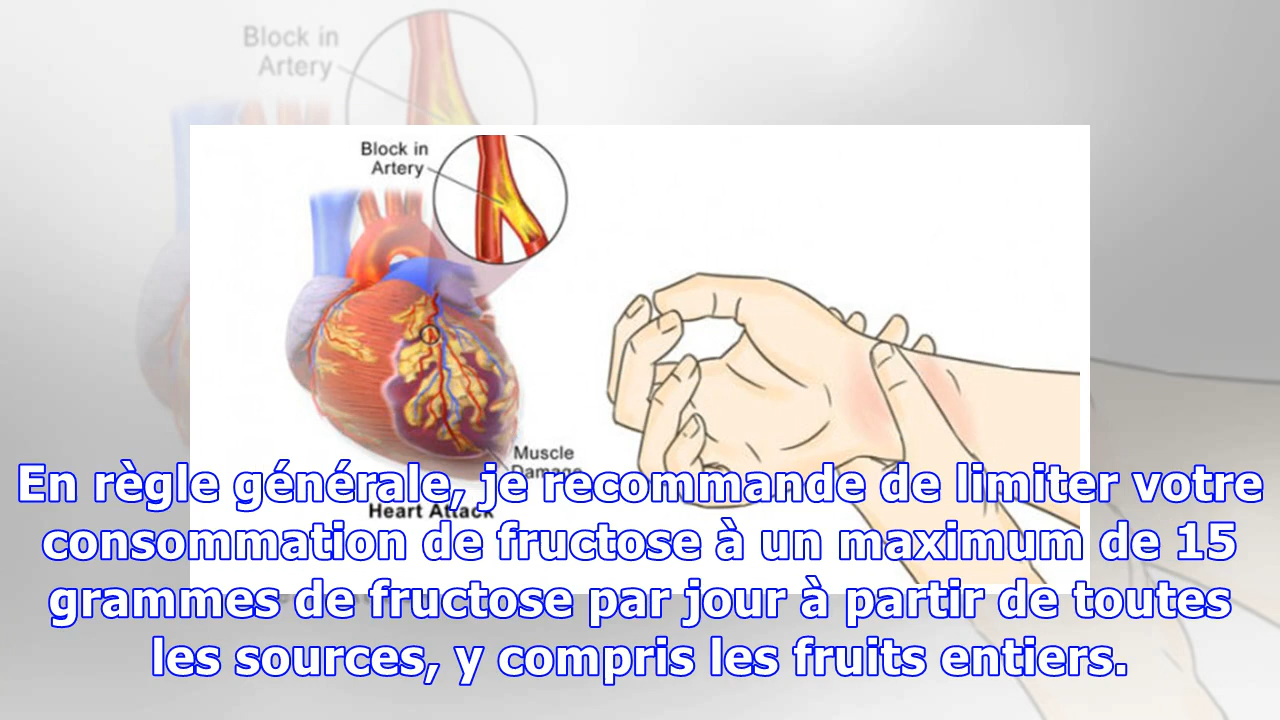 Block in
Artery
Block in
Artery
Muscle
Damage
Heart Attack
En règle générale, je recommande de limiter votre
consommation de fructose à un maximum de 15
grammes de fructose par jour à partir de toutes
les sources, y compris les fruits entiers.